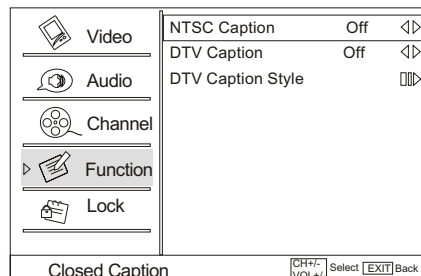 Video
Audio
Channel
Function
Lock
NTSC Caption Off
DTV Caption Off
DTV Caption Style
Closed Caption
CH+/-
VOL+/-
Select EXIT Back